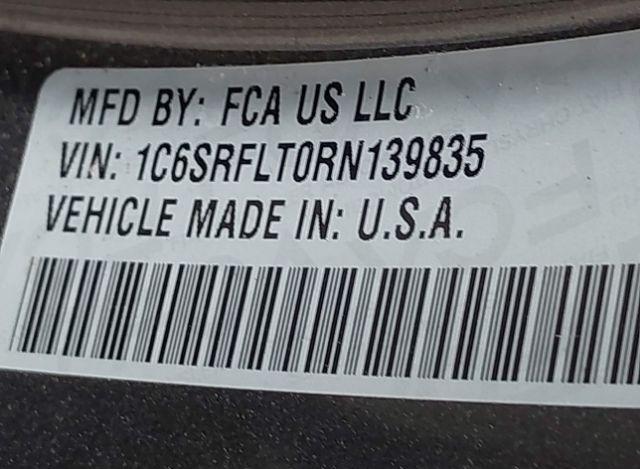 MFD BY: FCA US LLC
VIN: 1C6SRFLT0RN139835
VEHICLE MADE IN: U.S.A.